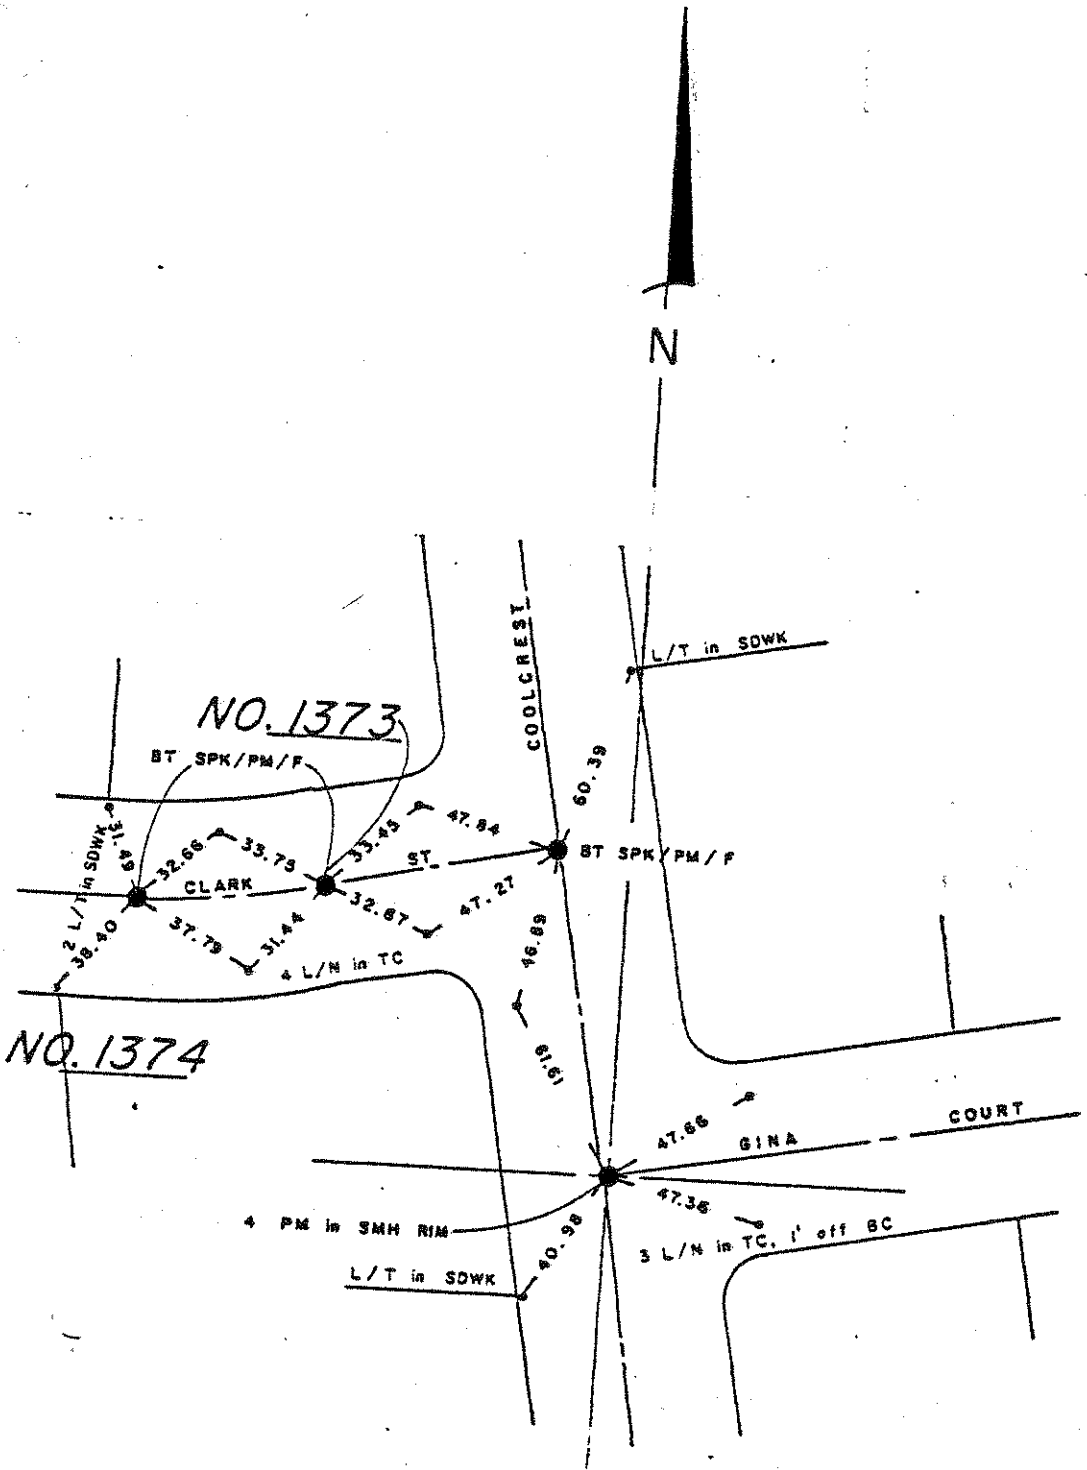 N
COOLCREST
L/T in SDWK
NO. 1373
BT SPK/PM/F
60.39
31.49
2 L/T in SDWK
32.66
33.75
33.45
47.84
CLARK
ST.
BT SPK/PM/F
38.40
37.79
31.44
32.67
47.27
46.89
4 L/N in TC
NO. 1374
61.61
47.66
GINA
COURT
47.36
4 PM in SMH RIM
40.98
3 L/N in TC, 1' off BC
L/T in SDWK